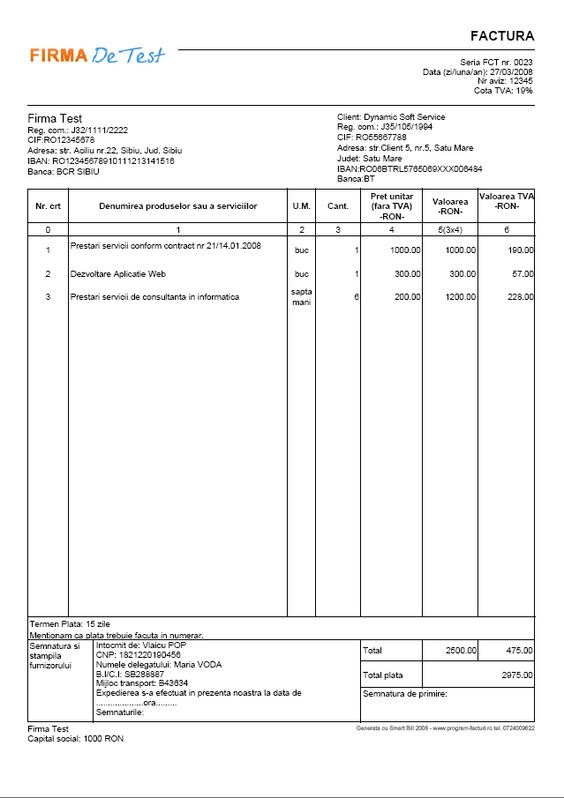 FACTURA
FIRMA De Test
Seria FCT nr. 0023
Data (zi/luna/an): 27/03/2008
Nr aviz: 12345
Cota TVA: 19%
Firma Test
Reg. com.: J32/1111/2222
CIF:RO12345678
Adresa: str. Aciliu nr.22, Sibiu, Jud. Sibiu
IBAN: RO12345678910111213141516
Banca: BCR SIBIU
Client: Dynamic Soft Service
Reg. com.: J35/105/1994
CIF: RO55667788
Adresa: str.Client 5, nr.5, Satu Mare
Judet: Satu Mare
IBAN:RO06BTRL5765069XXX006484
Banca:BT
Nr. crt Denumirea produselor sau a serviciilor U.M. Cant. Pret unitar (fara TVA) -RON- Valoarea -RON- Valoarea TVA -RON-
0 1 2 3 4 5(3x4) 6
1 Prestari servicii conform contract nr 21/14.01.2008 buc 1 1000.00 1000.00 190.00
2 Dezvoltare Aplicatie Web buc 1 300.00 300.00 57.00
3 Prestari servicii de consultanta in informatica sapta mani 6 200.00 1200.00 228.00
Termen Plata: 15 zile
Mentionam ca plata trebuie facuta in numerar.
Semnatura si
stampila
furnizorului
Intocmit de: Vlaicu POP
CNP: 1821220190456
Numele delegatului: Maria VODA
B.I/C.I: SB288887
Mijloc transport: B43634
Expedierea s-a efectuat in prezenta noastra la data de
....................ora.........
Semnaturile:
Total 2500.00 475.00
Total plata 2975.00
Semnatura de primire:
Firma Test
Capital social: 1000 RON
Generata cu Smart Bill 2008 - www.program-facturi.ro tel. 0724009622